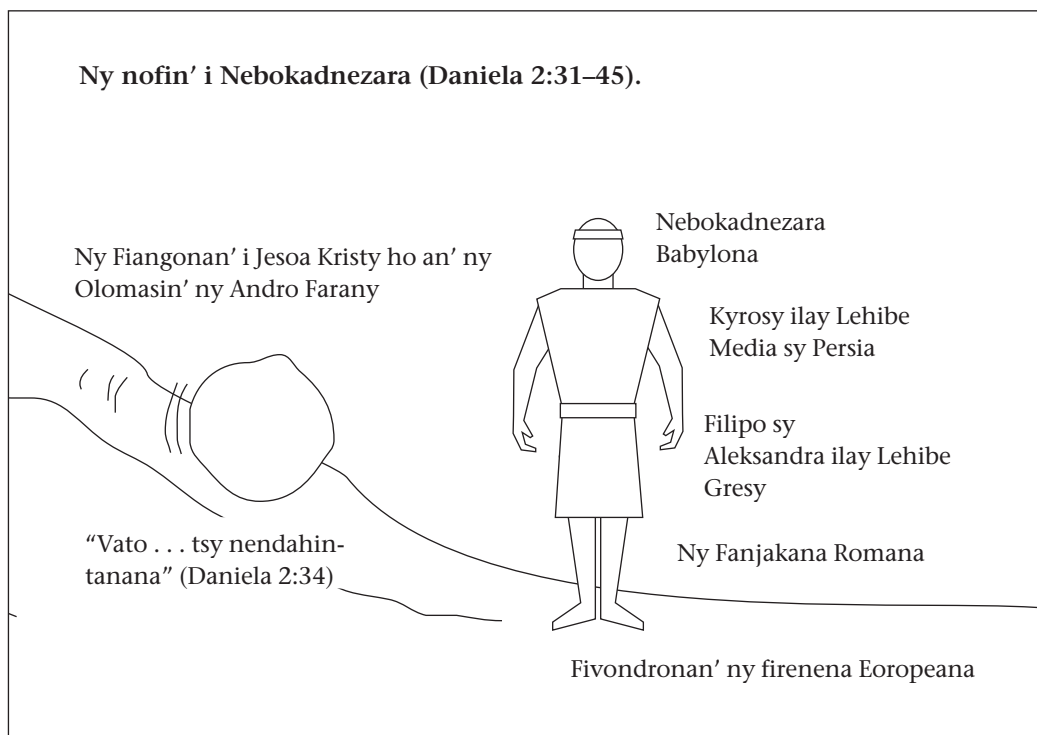 Ny nofin’ i Nebokadnezara (Daniela 2:31–45).
Ny Fiangonan’ i Jesoa Kristy ho an’ ny
Olomasin’ ny Andro Farany
Nebokadnezara
Babylona
Kyrosy ilay Lehibe
Media sy Persia
Filipo sy
Aleksandra ilay Lehibe
Gresy
“Vato . . . tsy nendahin-
tanana” (Daniela 2:34)
Ny Fanjakana Romana
Fivondronan’ ny firenena Eoropeana